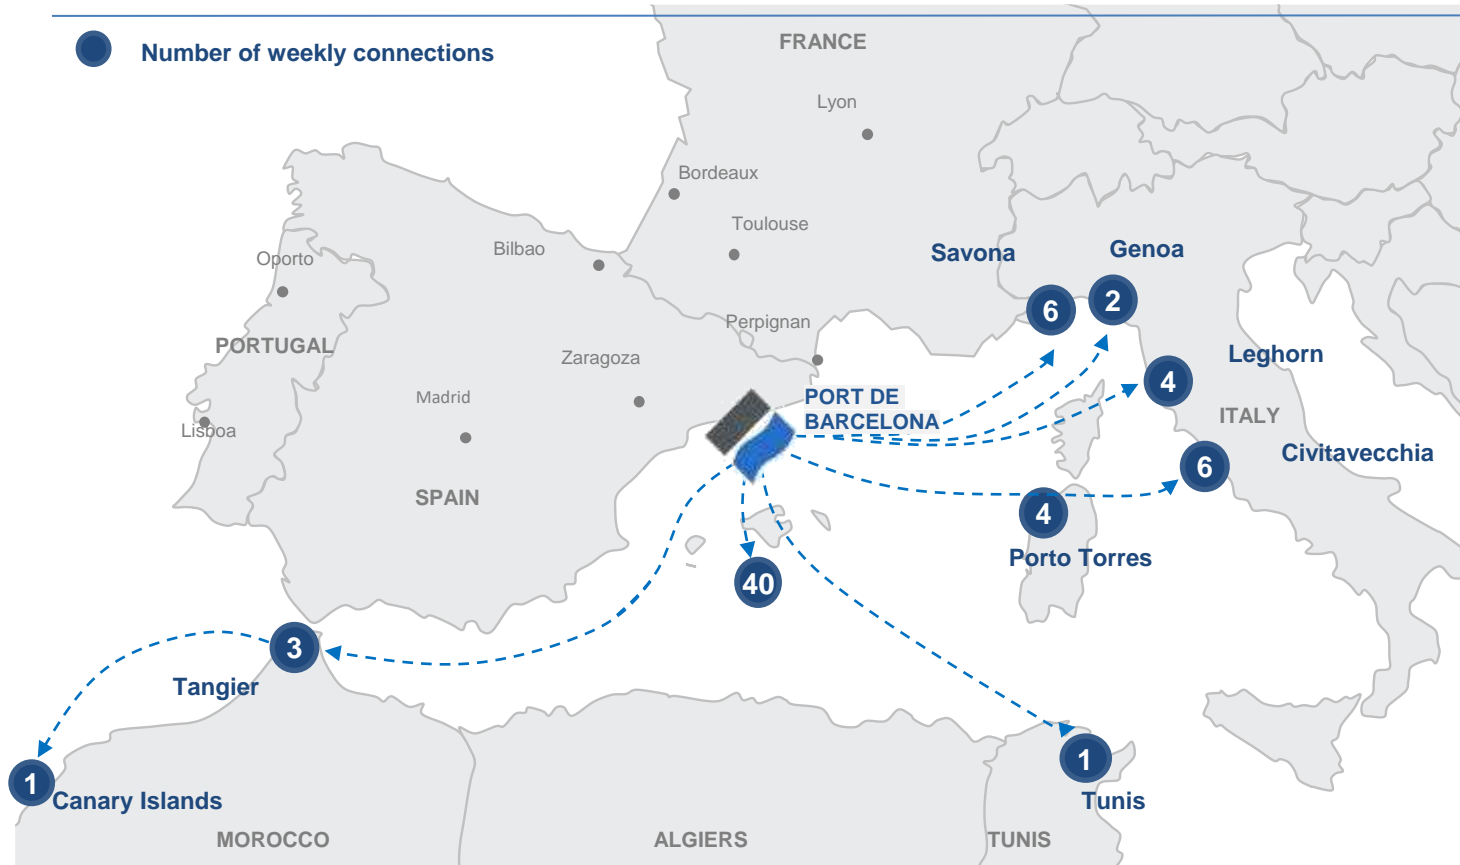 Number of weekly connections
FRANCE
Lyon
Bordeaux
Toulouse
Bilbao
Savona
Genoa
Oporto
6
2
Perpignan
PORTUGAL
Zaragoza
Leghorn
4
Madrid
PORT DE
BARCELONA
ITALY
Lisboa
Civitavecchia
6
SPAIN
4
Porto Torres
40
3
Tangier
1
1
Canary Islands
Tunis
MOROCCO
ALGIERS
TUNIS